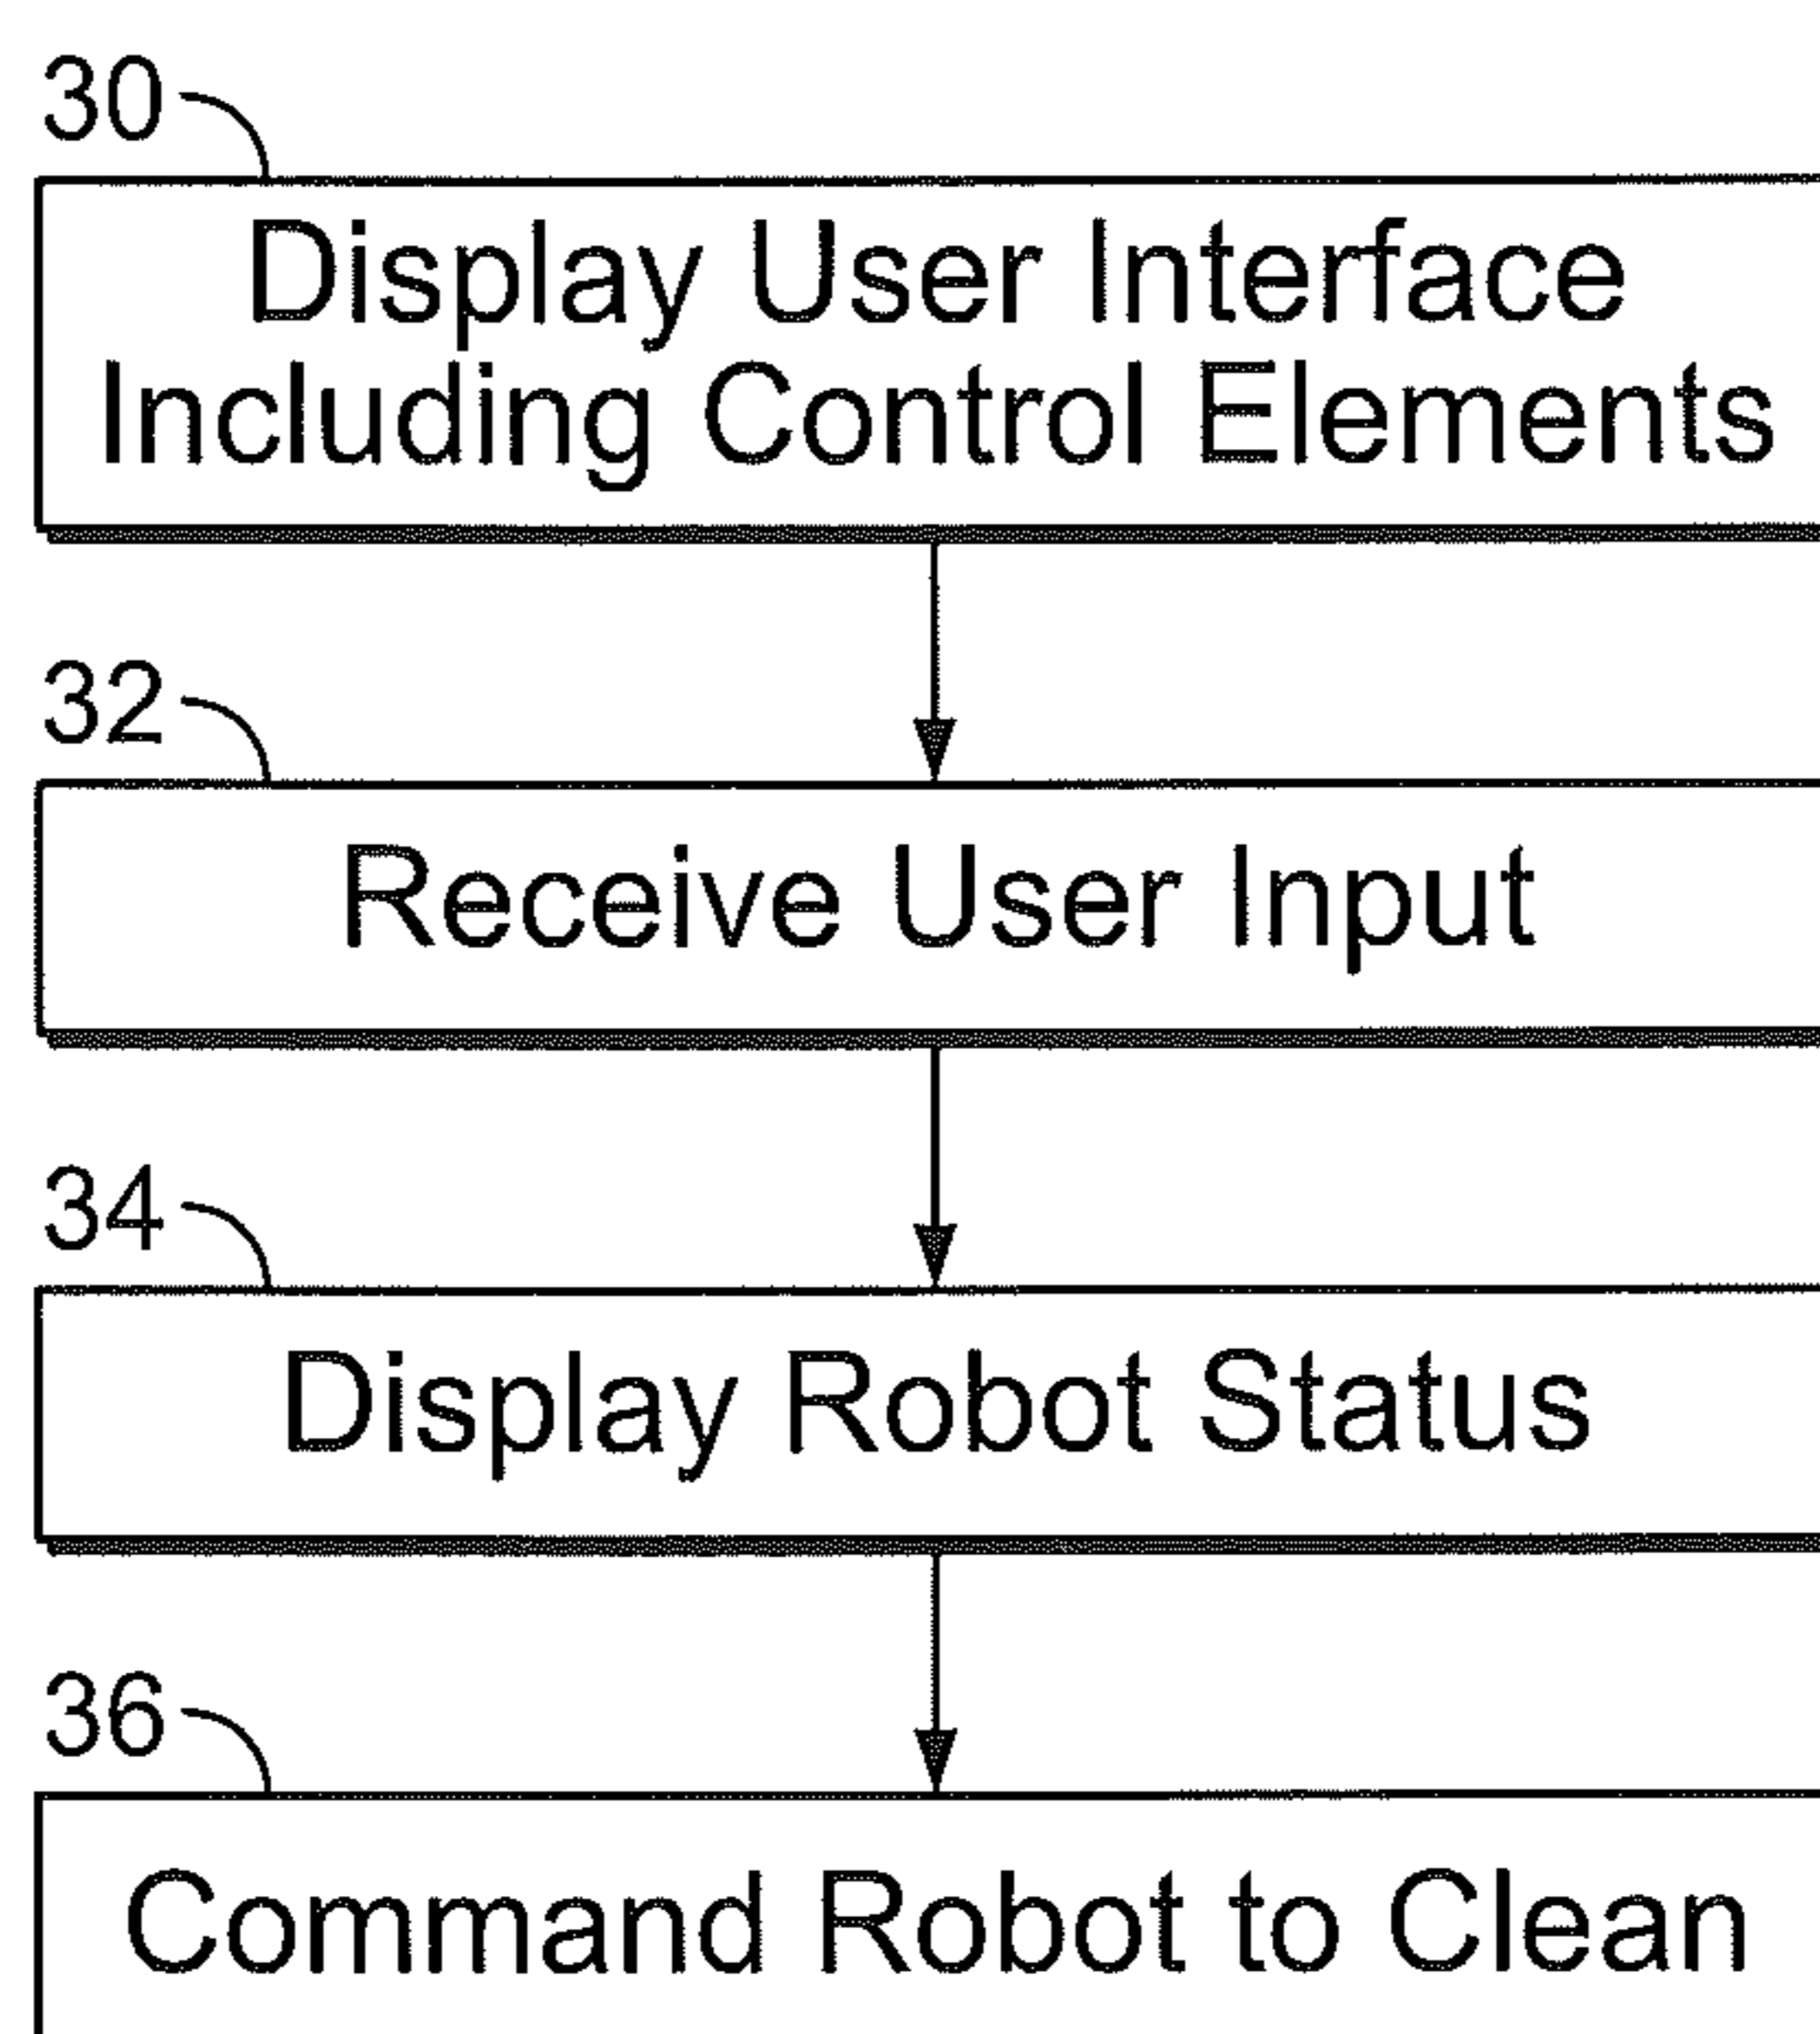 30
Display User Interface
Including Control Elements
32
Receive User Input
34
Display Robot Status
36
Command Robot to Clean